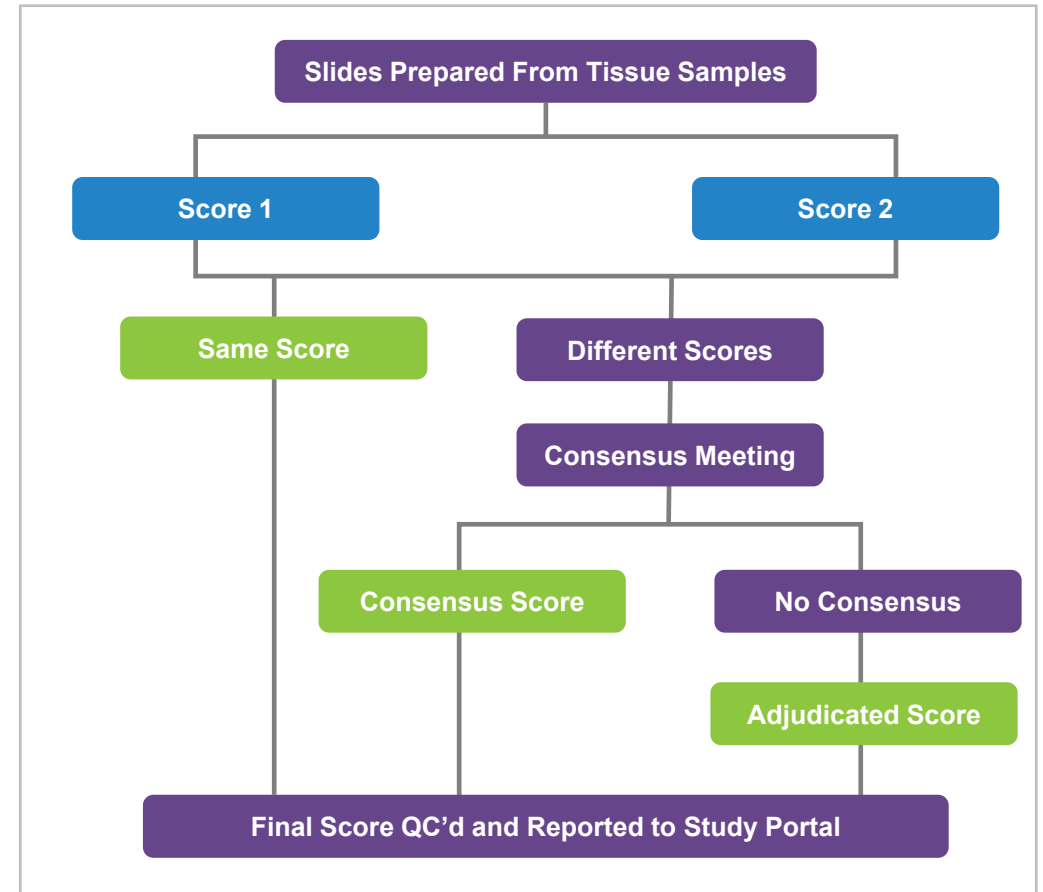 Slides Prepared From Tissue Samples
Score 1
Score 2
Same Score
Different Scores
Consensus Meeting
Consensus Score
No Consensus
Adjudicated Score
Final Score QC’d and Reported to Study Portal